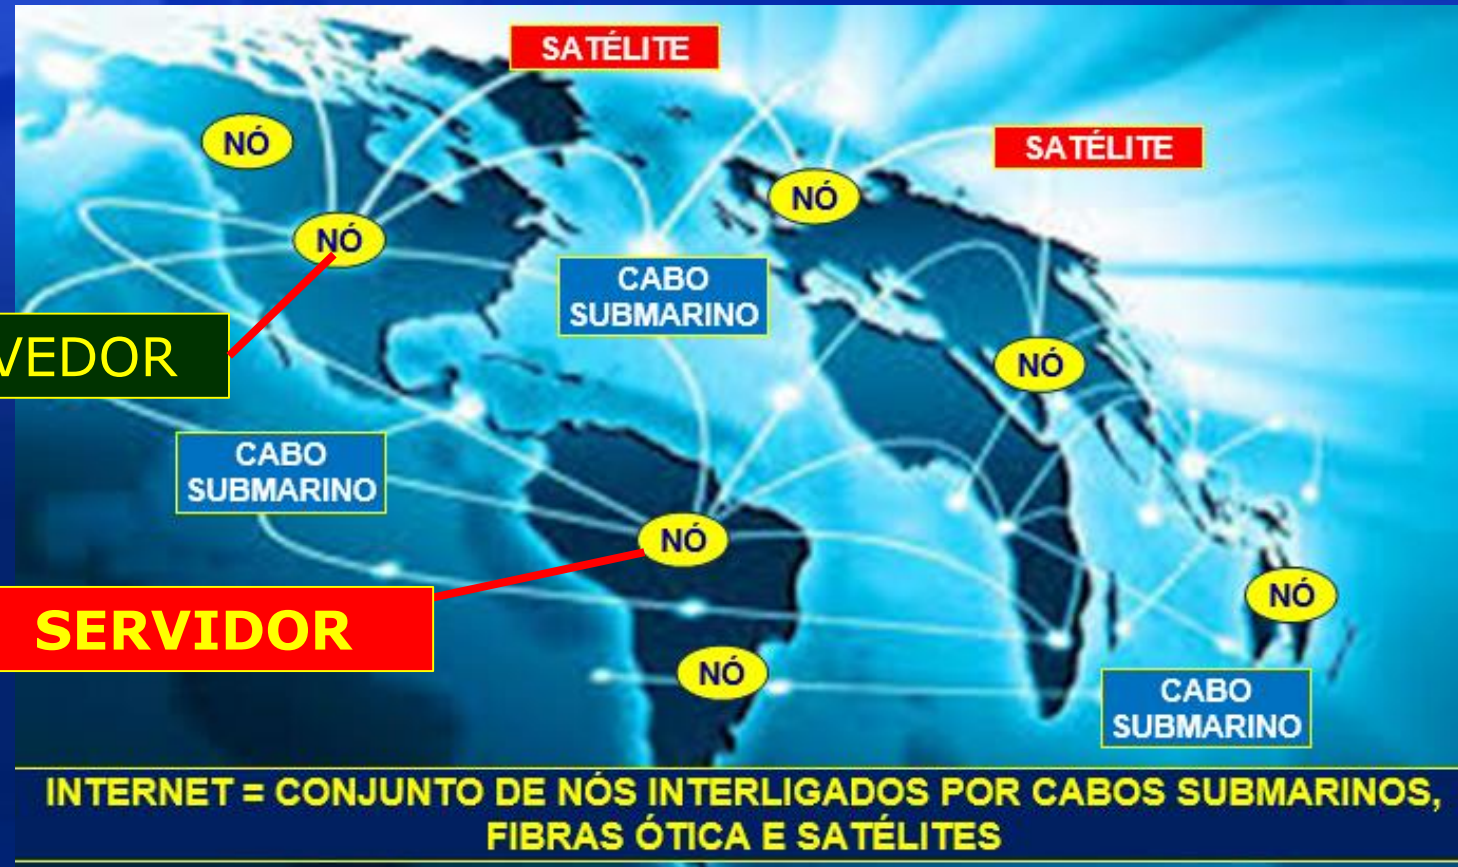 SATÉLITE
NÓ
SATÉLITE
NÓ
NÓ
CABO
SUBMARINO
VEDOR
NÓ
CABO
SUBMARINO
NÓ
NÓ
SERVIDOR
NÓ
CABO
SUBMARINO
INTERNET = CONJUNTO DE NÓS INTERLIGADOS POR CABOS SUBMARINOS,
FIBRAS ÓTICA E SATÉLITES